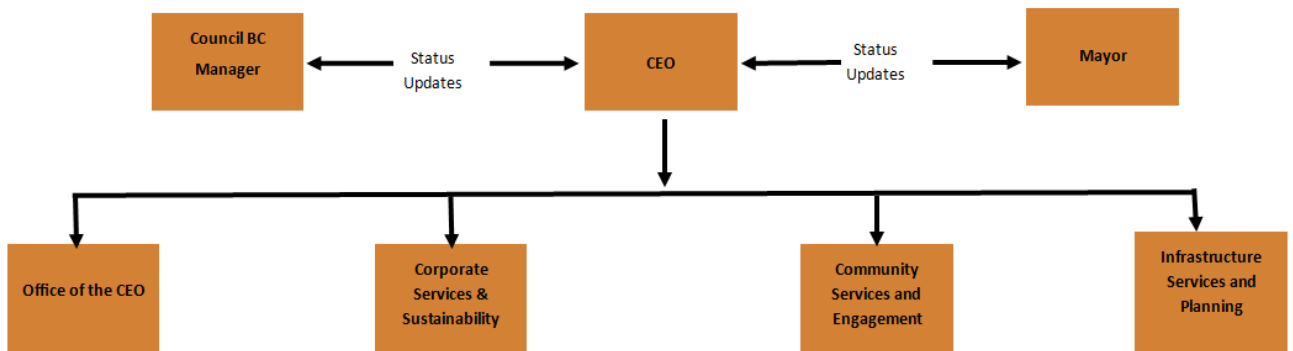 Council BC
Manager
Status
Updates
CEO
Status
Updates
Mayor
Office of the CEO
Corporate
Services &
Sustainability
Community
Services and
Engagement
Infrastructure
Services and
Planning